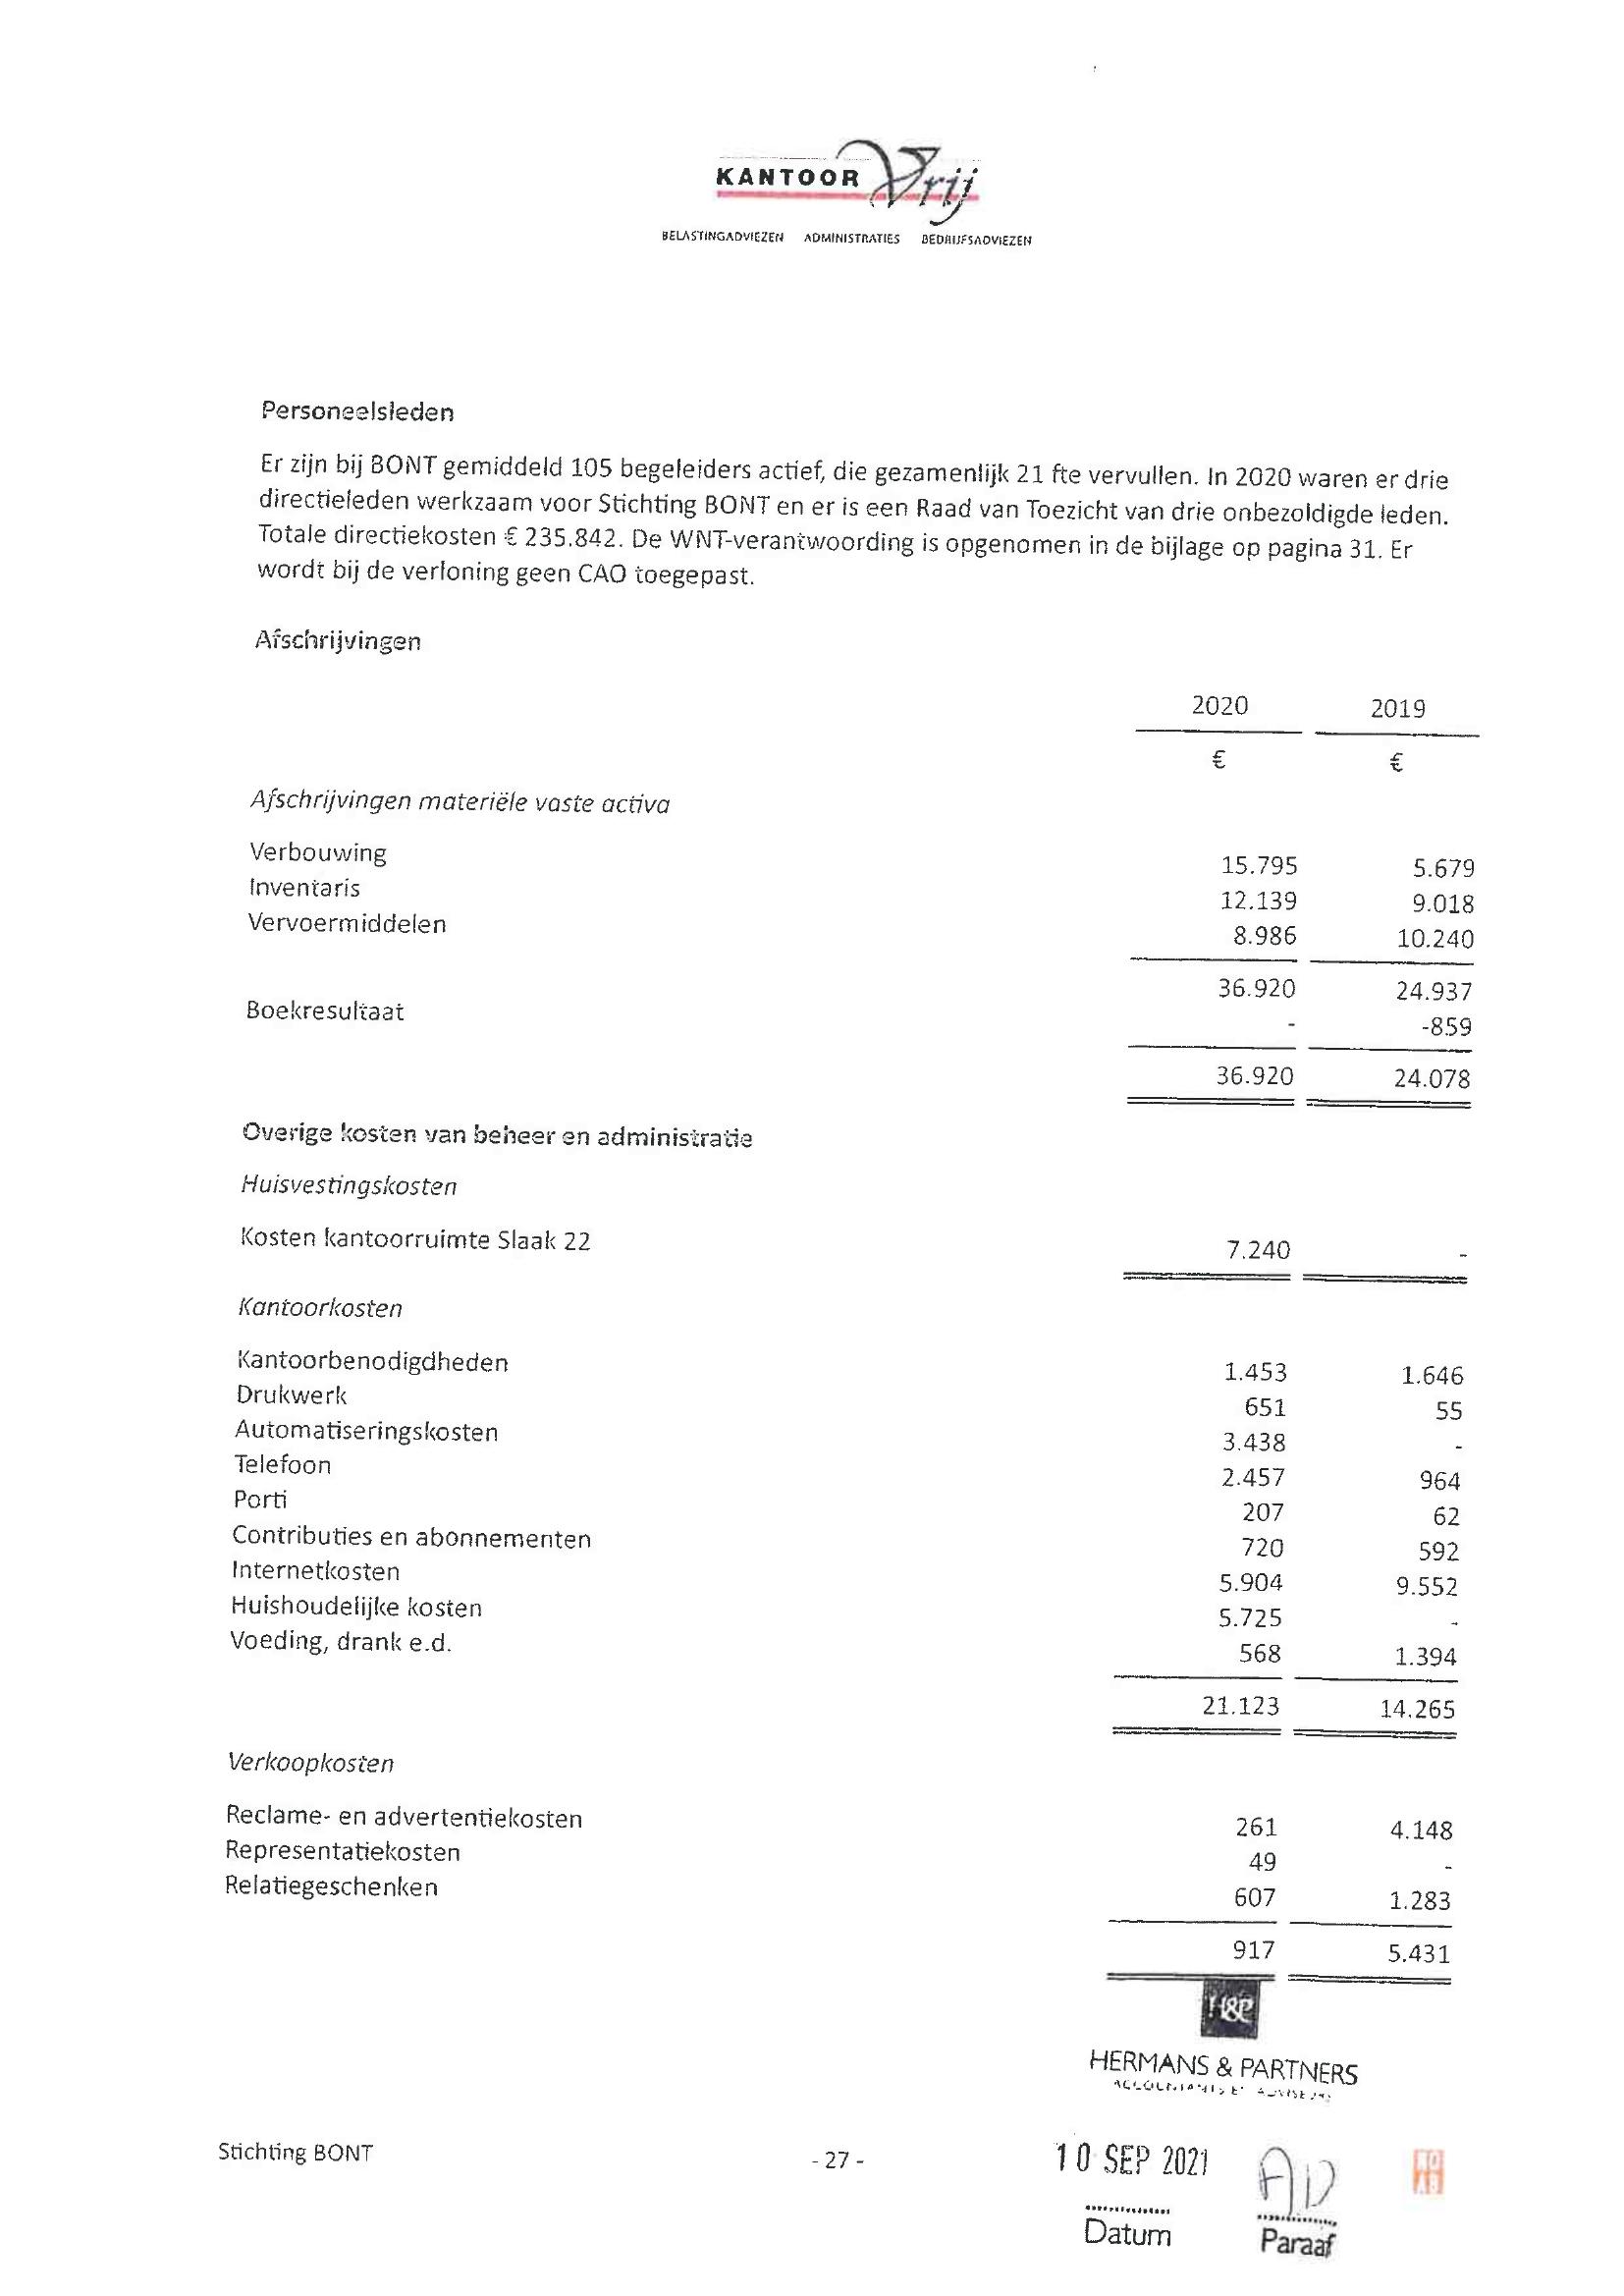 KANTOOR Vrij
BELASTINGADVIEZEN ADMINISTRATIES BEDRIJFSADVIEZEN
Personeelsleden
Er zijn bij BONT gemiddeld 105 begeleiders actief, die gezamenlijk 21 fte vervullen. In 2020 waren er drie
directieleden werkzaam voor Stichting BONT en er is een Raad van Toezicht van drie onbezoldigde leden.
Totale directiekosten € 235.842. De WNT-verantwoording is opgenomen in de bijlage op pagina 31. Er
wordt bij de verloning geen CAO toegepast.
Afschrijvingen
2020 2019
€ €
Afschrijvingen materiële vaste activa
Verbouwing 15.795 5.679
Inventaris 12.139 9.018
Vervoermiddelen 8.986 10.240
36.920 24.937
Boekresultaat - -859
36.920 24.078
Overige kosten van beheer en administratie
Huisvestingskosten
Kosten kantoorruimte Slaak 22 7.240 -
Kantoorkosten
Kantoorbenodigdheden 1.453 1.646
Drukwerk 651 55
Automatiseringskosten 3.438 -
Telefoon 2.457 964
Porti 207 62
Contributies en abonnementen 720 592
Internetkosten 5.904 9.552
Huishoudelijke kosten 5.725 -
Voeding, drank e.d. 568 1.394
21.123 14.265
Verkoopkosten
Reclame- en advertentiekosten 261 4.148
Representatiekosten 49 -
Relatiegeschenken 607 1.283
917 5.431
H&P
HERMANS & PARTNERS
Stichting BONT - 27 - 10 SEP 2021 AD
Datum Paraaf